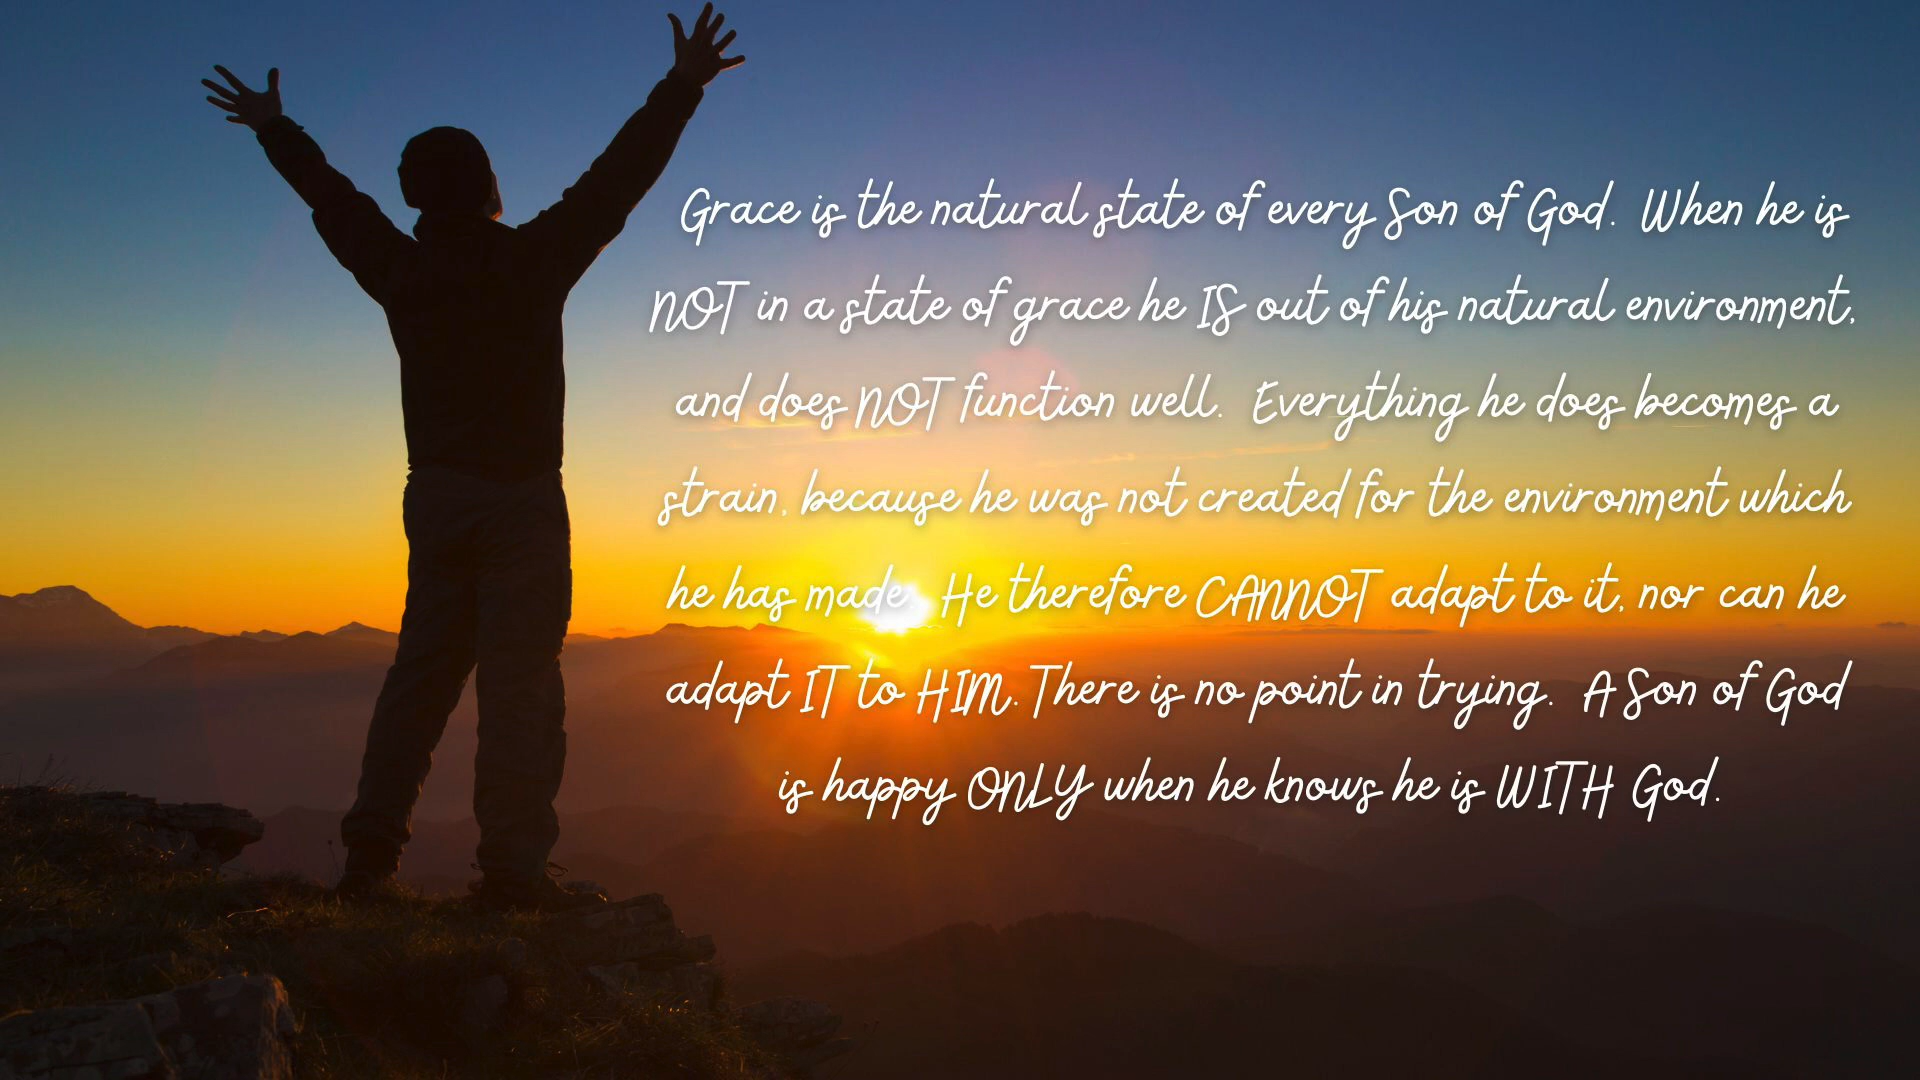 Grace is the natural state of every Son of God. When he is
NOT in a state of grace he IS out of his natural environment,
and does NOT function well. Everything he does becomes a
strain, because he was not created for the environment which
he has made. He therefore CANNOT adapt to it, nor can he
adapt IT to HIM. There is no point in trying. A Son of God
is happy ONLY when he knows he is WITH God.